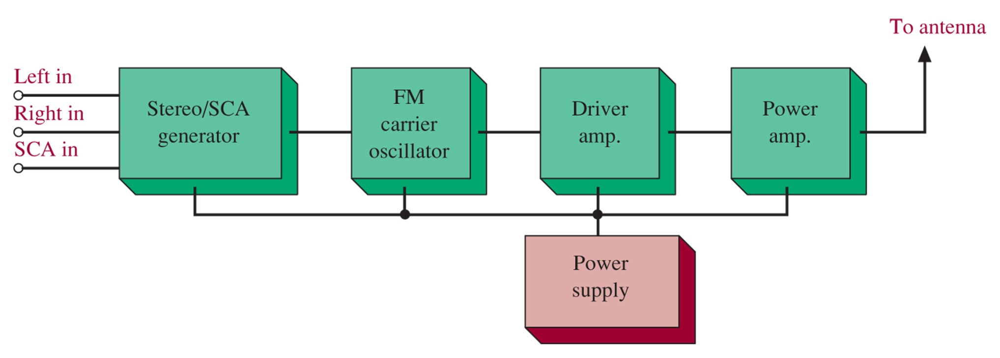 To antenna
Left in
Right in
SCA in
Stereo/SCA
generator
FM
carrier
oscillator
Driver
amp.
Power
amp.
Power
supply